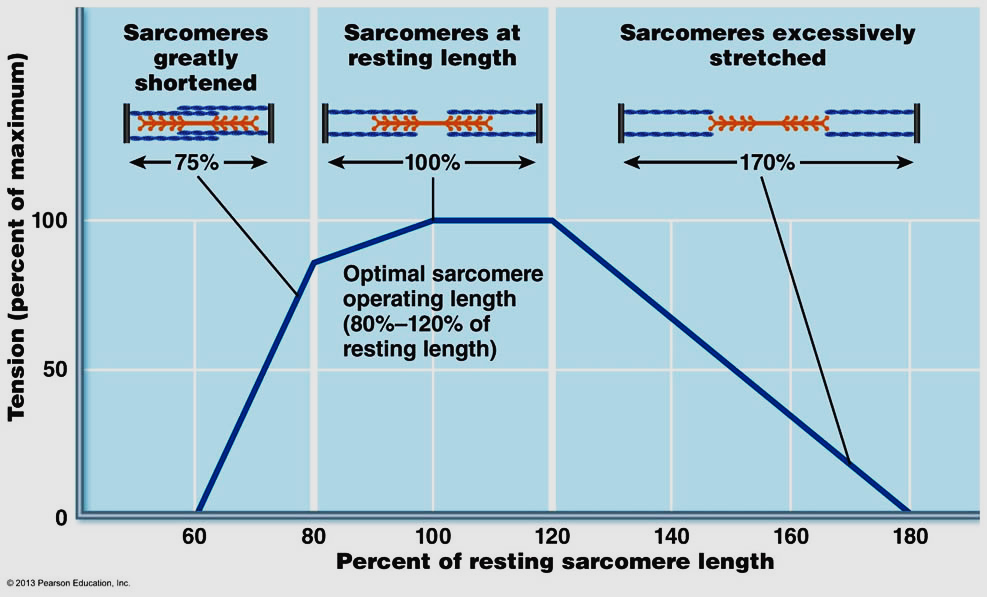 Sarcomeres
greatly
shortened
Sarcomeres at
resting length
Sarcomeres excessively
stretched
75%
100%
170%
Tension (percent of maximum)
100
50
0
Optimal sarcomere
operating length
(80%–120% of
resting length)
60
80
100
120
140
160
180
Percent of resting sarcomere length
© 2013 Pearson Education, Inc.